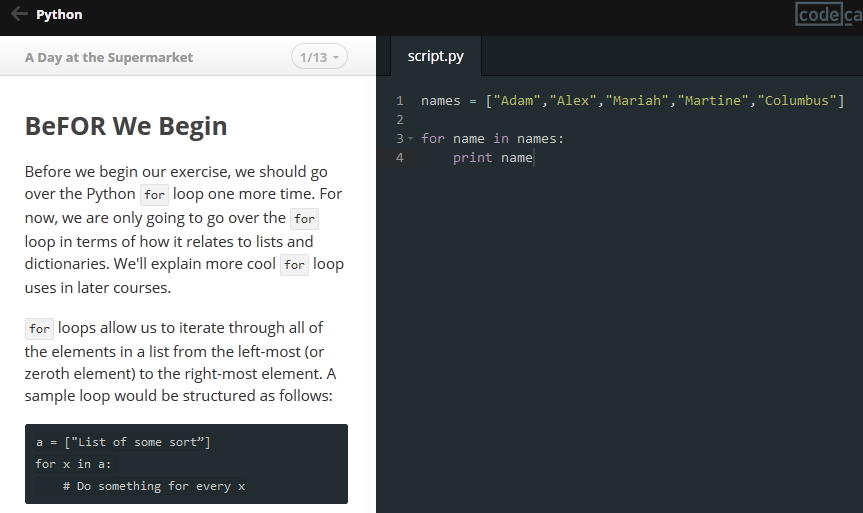 Python
code ca
A Day at the Supermarket
1/13
script.py
BeFOR We Begin
Before we begin our exercise, we should go
over the Python for loop one more time. For
now, we are only going to go over the for
loop in terms of how it relates to lists and
dictionaries. We'll explain more cool for loop
uses in later courses.
for loops allow us to iterate through all of
the elements in a list from the left-most (or
zeroth element) to the right-most element. A
sample loop would be structured as follows:
a = ["List of some sort”]
for x in a:
    # Do something for every x
1 names = ["Adam","Alex","Mariah","Martine","Columbus"]
2
3 for name in names:
4     print name